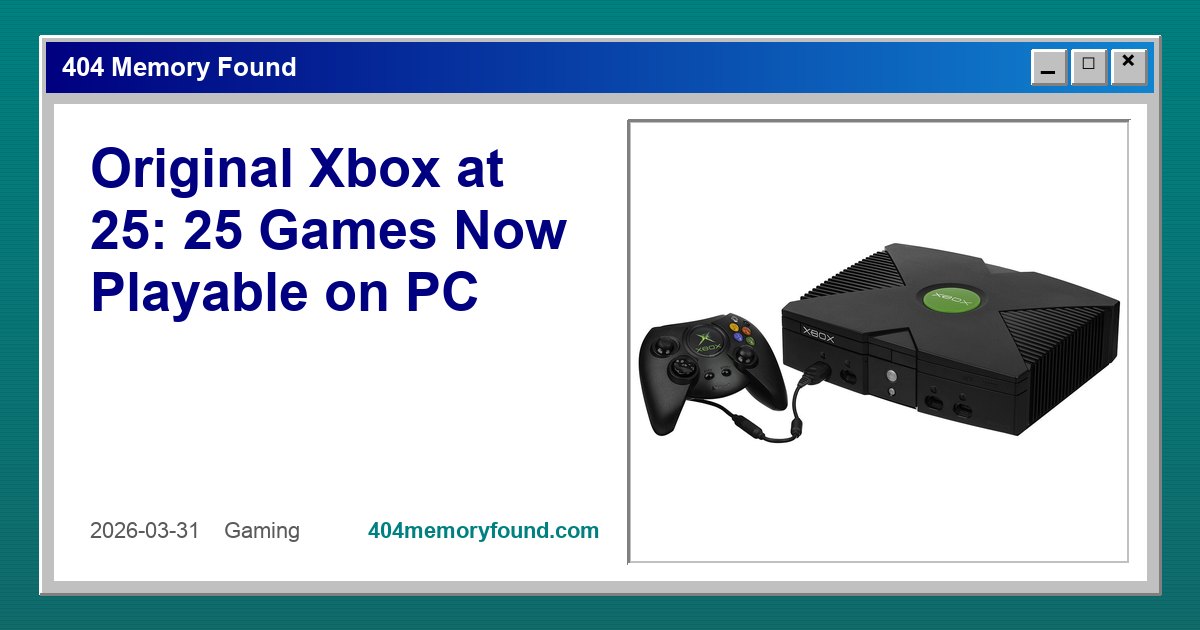 404 Memory Found
Original Xbox at
25: 25 Games Now
Playable on PC
2026-03-31 Gaming 404memoryfound.com
XBOX
XBOX
XBOX